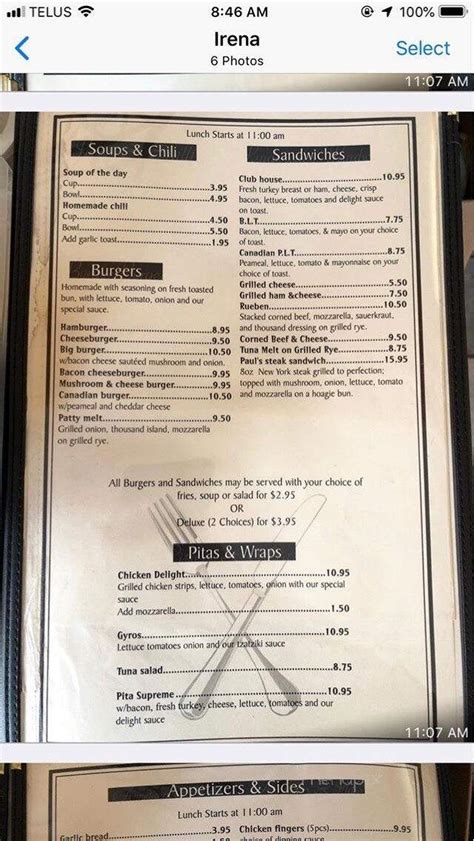 TELUS 8:46 AM 100%
Irena
6 Photos
Select
11:07 AM
Lunch Starts at 11:00 am
Soups & Chili
Soup of the day
Cup 3.95
Bowl 4.95
Homemade chili
Cup 4.50
Bowl 5.50
Add garlic toast 1.95
Burgers
Homemade with seasoning on fresh toasted
bun, with lettuce, tomato, onion and our
special sauce.
Hamburger 8.95
Cheeseburger 9.50
Big burger 10.50
w/bacon cheese sautéed mushroom and onion.
Bacon cheeseburger 9.95
Mushroom & cheese burger 9.95
Canadian burger 10.50
w/peameal and cheddar cheese
Patty melt 9.50
Grilled onion, thousand island, mozzarella
on grilled rye.
Sandwiches
Club house 10.95
Fresh turkey breast or ham, cheese, crisp
bacon, lettuce, tomatoes and delight sauce
on toast.
B.L.T. 7.75
Bacon, lettuce, tomatoes, & mayo on your choice
of toast.
Canadian P.L.T. 8.75
Peameal, lettuce, tomato & mayonnaise on your
choice of toast.
Grilled cheese 5.50
Grilled ham &cheese 7.50
Rueben 10.50
Stacked corned beef, mozzarella, sauerkraut,
and thousand dressing on grilled rye.
Corned Beef & Cheese 9.50
Tuna Melt on Grilled Rye 8.75
Paul's steak sandwich 15.95
8oz New York steak grilled to perfection;
topped with mushroom, onion, lettuce, tomato
and mozzarella on a hoagie bun.
All Burgers and Sandwiches may be served with your choice of
fries, soup or salad for $2.95
OR
Deluxe (2 Choices) for $3.95
Pitas & Wraps
Chicken Delight 10.95
Grilled chicken strips, lettuce, tomatoes, onion with our special
sauce
Add mozzarella 1.50
Gyros 10.95
Lettuce tomatoes onion and our tzatziki sauce
Tuna salad 8.75
Pita Supreme 10.95
w/bacon, fresh turkey, cheese, lettuce, tomatoes and our
delight sauce
11:07 AM
Appetizers & Sides
Lunch Starts at 11:00 am
Garlic bread 3.95 Chicken fingers (5pcs) 9.95
choice of dipping sauce